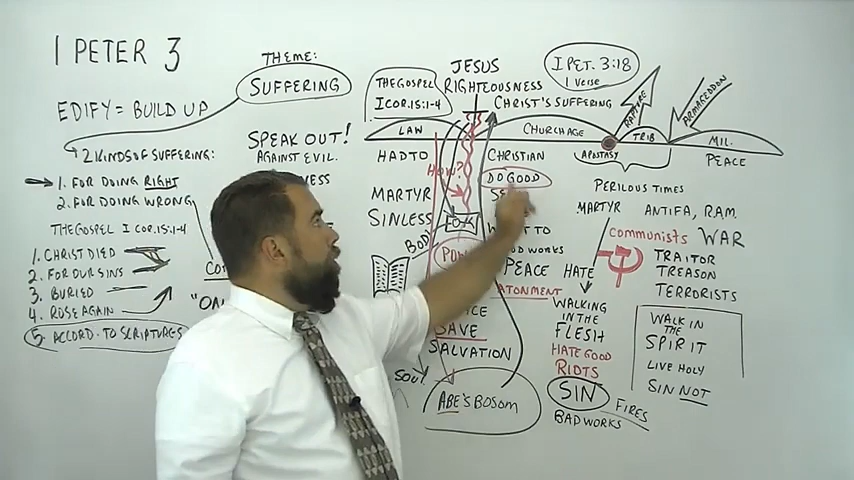 1 PETER 3
THEME:
SUFFERING
EDIFY = BUILD UP
2 KINDS OF SUFFERING:
1. FOR DOING RIGHT
2. FOR DOING WRONG
THE GOSPEL I COR.15:1-4
1. CHRIST DIED
2. FOR OUR SINS
3. BURIED
4. ROSE AGAIN
5. ACCORD. TO SCRIPTURES
SPEAK OUT!
AGAINST EVIL.
THE GOSPEL
I COR.15:1-4
JESUS
RIGHTEOUSNESS
CHRIST'S SUFFERING
I PET. 3:18
1 VERSE
RAPTURE
ARMAGEDDON
LAW
CHURCH AGE
TRIB
MIL.
PEACE
APOSTASY
HAD TO
MARTYR
SINLESS
HOW?
BODY
SAVE
SALVATION
SOUL
ABE'S BOSOM
CHRISTIAN
DO GOOD
PEACE
ATONMENT
PERILOUS TIMES
MARTYR
ANTIFA, R.A.M.
COMMUNISTS
WAR
TRAITOR
TREASON
TERRORISTS
HATE
WALKING
IN THE
FLESH
HATE GOOD
RIOTS
SIN
FIRES
BAD WORKS
WALK IN
THE
SPIRIT
LIVE HOLY
SIN NOT